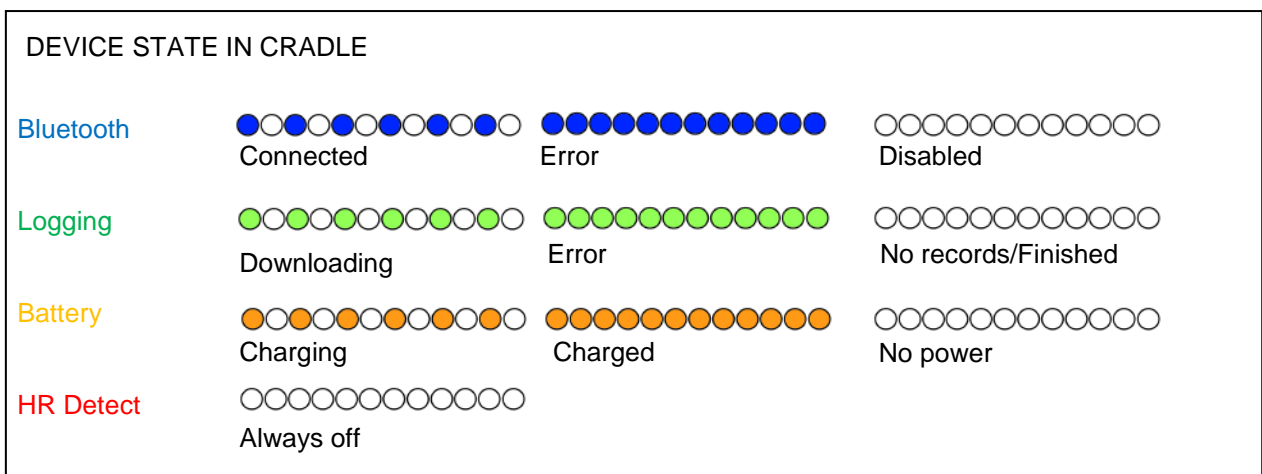 DEVICE STATE IN CRADLE
Bluetooth
Connected Error Disabled
Logging
Downloading Error No records/Finished
Battery
Charging Charged No power
HR Detect
Always off